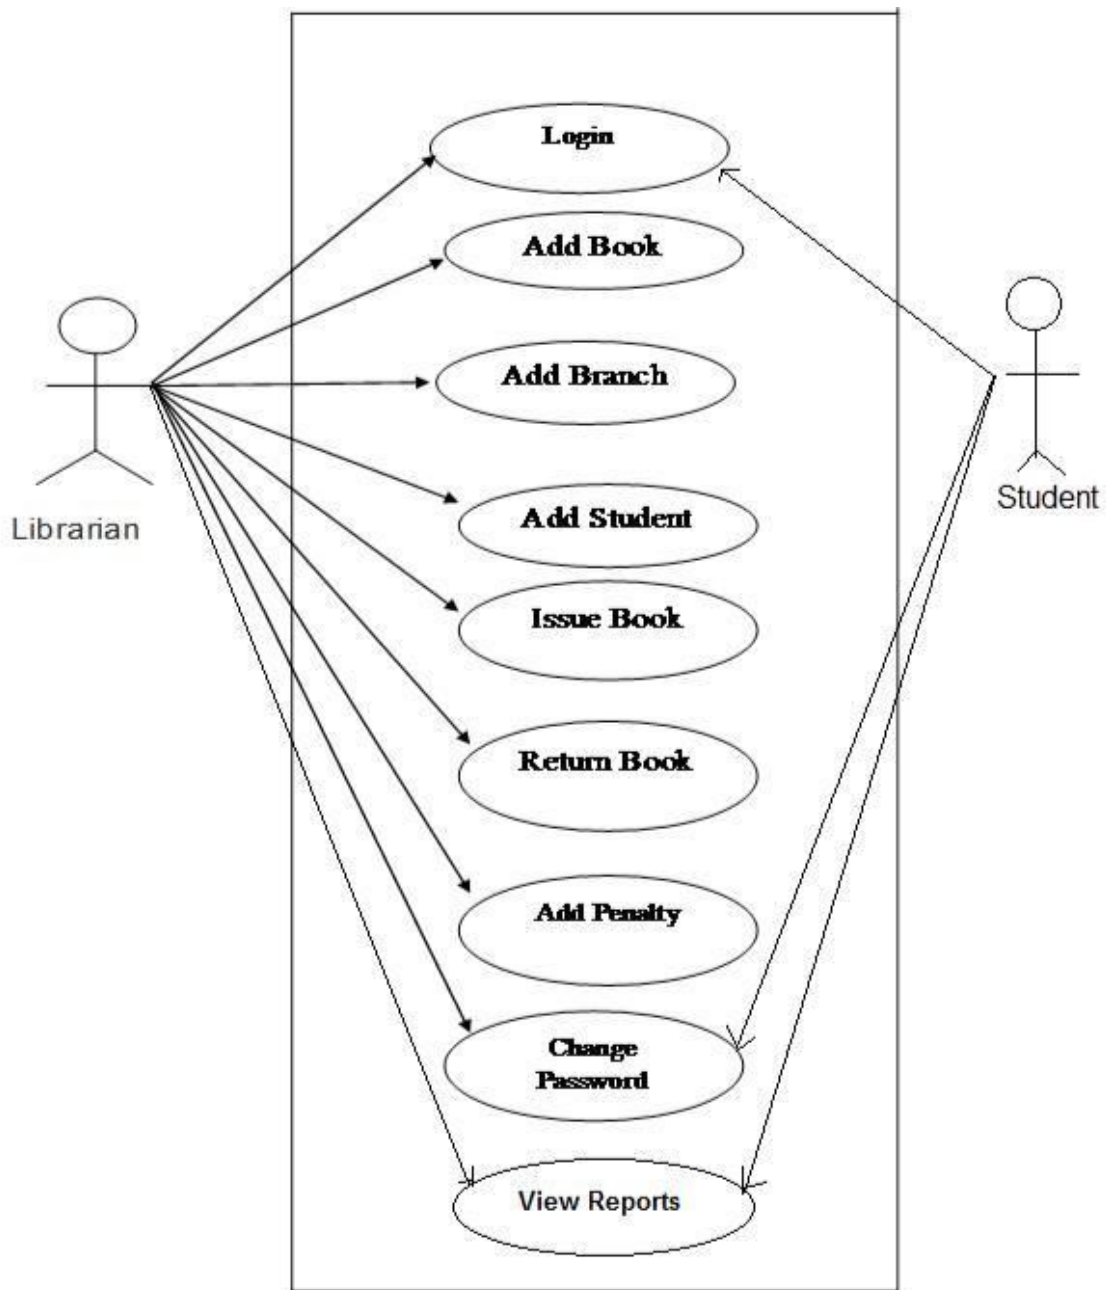 Login
Add Book
Add Branch
Librarian
Student
Add Student
Issue Book
Return Book
Add Penalty
Change
Password
View Reports